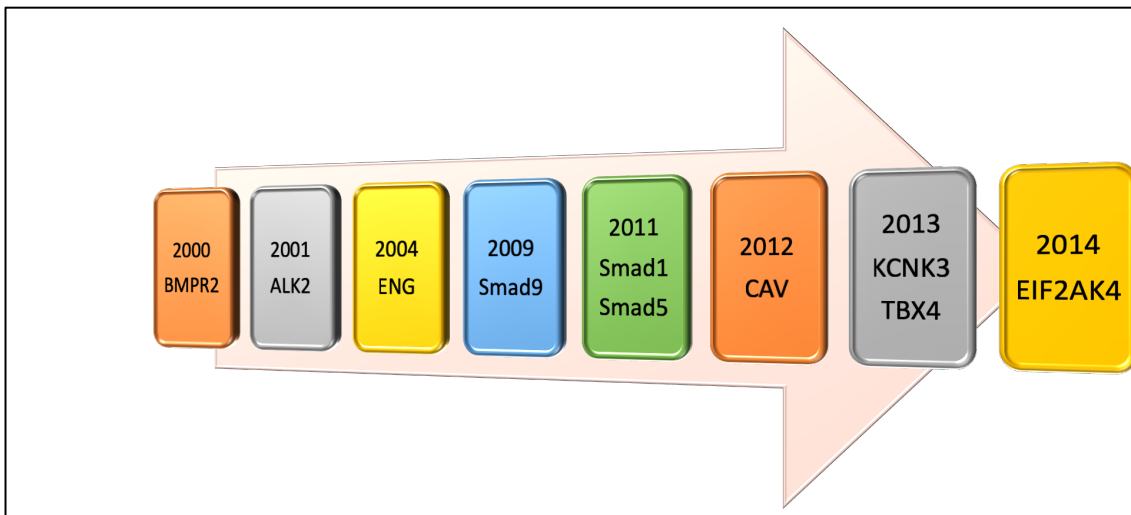 2000
BMPR2
2001
ALK2
2004
ENG
2009
Smad9
2011
Smad1
Smad5
2012
CAV
2013
KCNK3
TBX4
2014
EIF2AK4